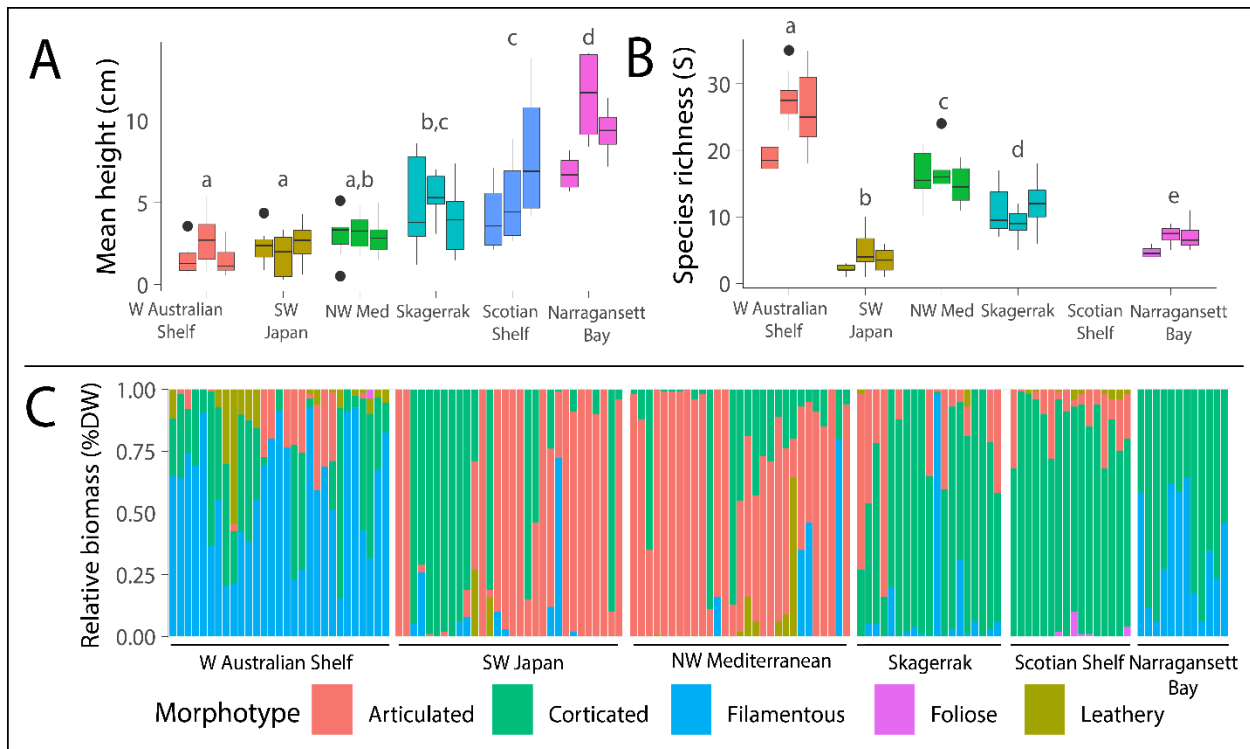 A
Mean height (cm)
10
5
0
a
a
a,b
b,c
c
d
W Australian
Shelf
SW
Japan
NW Med
Skagerrak
Scotian
Shelf
Narragansett
Bay
B
Species richness (S)
30
20
10
0
a
b
c
d
e
W Australian
Shelf
SW
Japan
NW Med
Skagerrak
Scotian
Shelf
Narragansett
Bay
C
Relative biomass (%DW)
1.00
0.75
0.50
0.25
0.00
W Australian Shelf
SW Japan
NW Mediterranean
Skagerrak
Scotian Shelf
Narragansett
Bay
Morphotype
Articulated
Corticated
Filamentous
Foliose
Leathery